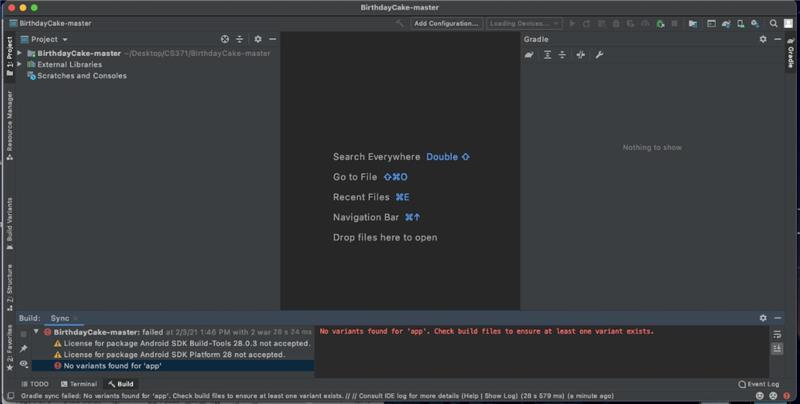 BirthdayCake-master
BirthdayCake-master
Add Configuration...
Loading Devices...
1: Project
Resource Manager
Build Variants
7: Structure
2: Favorites
Project
BirthdayCake-master ~/Desktop/CS371/BirthdayCake-master
External Libraries
Scratches and Consoles
Search Everywhere Double ⇧
Go to File ⇧⌘O
Recent Files ⌘E
Navigation Bar ⌘↑
Drop files here to open
Gradle
Nothing to show
Gradle
Build: Sync ×
BirthdayCake-master: failed at 2/3/21 1:46 PM with 2 war 28 s 24 ms
License for package Android SDK Build-Tools 28.0.3 not accepted.
License for package Android SDK Platform 28 not accepted.
No variants found for 'app'
No variants found for 'app'. Check build files to ensure at least one variant exists.
TODO
Terminal
Build
Event Log
Gradle sync failed: No variants found for 'app'. Check build files to ensure at least one variant exists. // // Consult IDE log for more details (Help | Show Log) (28 s 579 ms) (a minute ago)